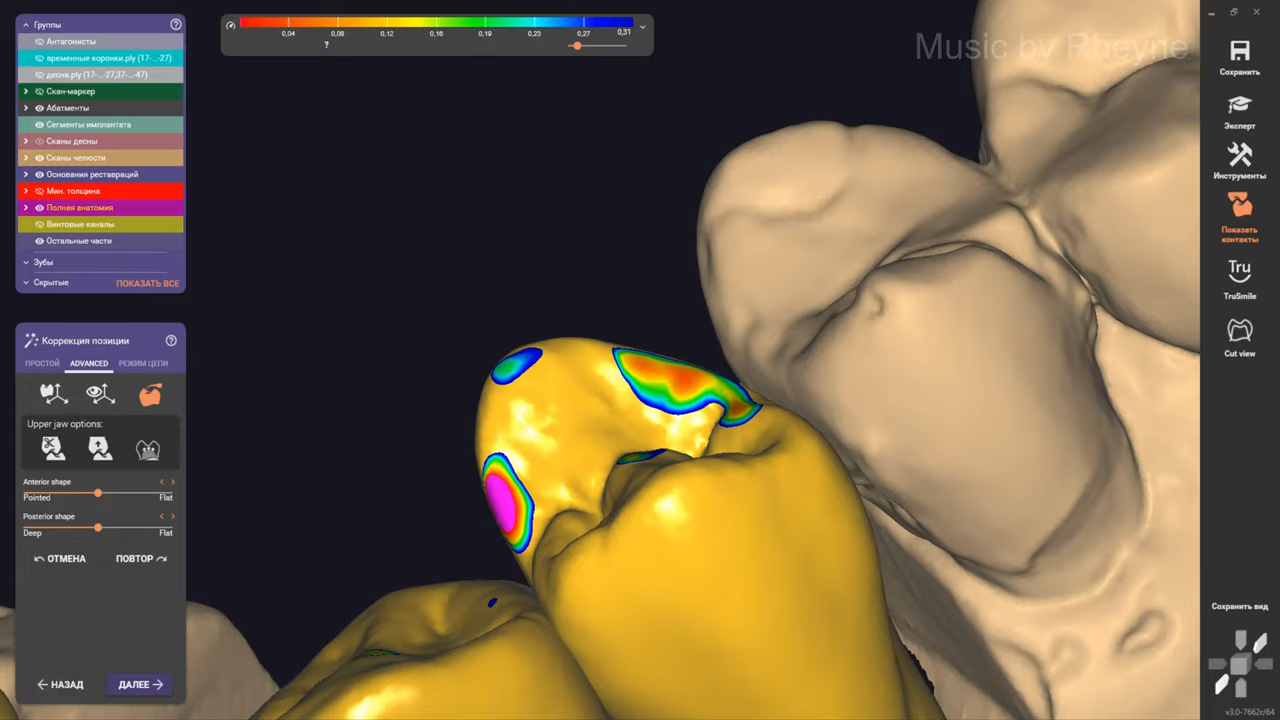 Группы
Антагонисты
временные коронки.ply (17-...-27)
десна.ply (17-...-27,37-...-47)
Скан-маркер
Абатменты
Сегменты имплантата
Сканы десны
Сканы челюсти
Основания реставраций
Мин. толщина
Полная анатомия
Винтовые каналы
Остальные части
Зубы
Скрытые
ПОКАЗАТЬ ВСЕ
0,04 0,08 0,12 0,16 0,19 0,23 0,27 0,31
?
Music by Rheyne
Коррекция позиции
ПРОСТОЙ ADVANCED РЕЖИМ ЦЕПИ
Upper jaw options:
Anterior shape
Pointed Flat
Posterior shape
Deep Flat
ОТМЕНА ПОВТОР
НАЗАД ДАЛЕЕ
Сохранить
Эксперт
Инструменты
Показать
контакты
Tru
TruSmile
Cut view
Сохранить вид
v3.0-7662r/64